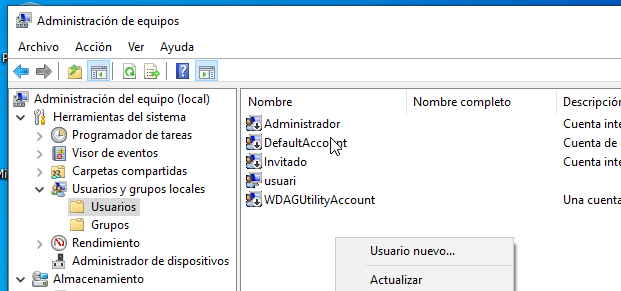 Administración de equipos
Archivo Acción Ver Ayuda
Administración del equipo (local)
Herramientas del sistema
Programador de tareas
Visor de eventos
Carpetas compartidas
Usuarios y grupos locales
Usuarios
Grupos
Rendimiento
Administrador de dispositivos
Almacenamiento
Nombre Nombre completo Descripción
Administrador Cuenta inte
DefaultAccount Cuenta de
Invitado Cuenta inte
usuari
WDAGUtilityAccount Una cuenta
Usuario nuevo...
Actualizar